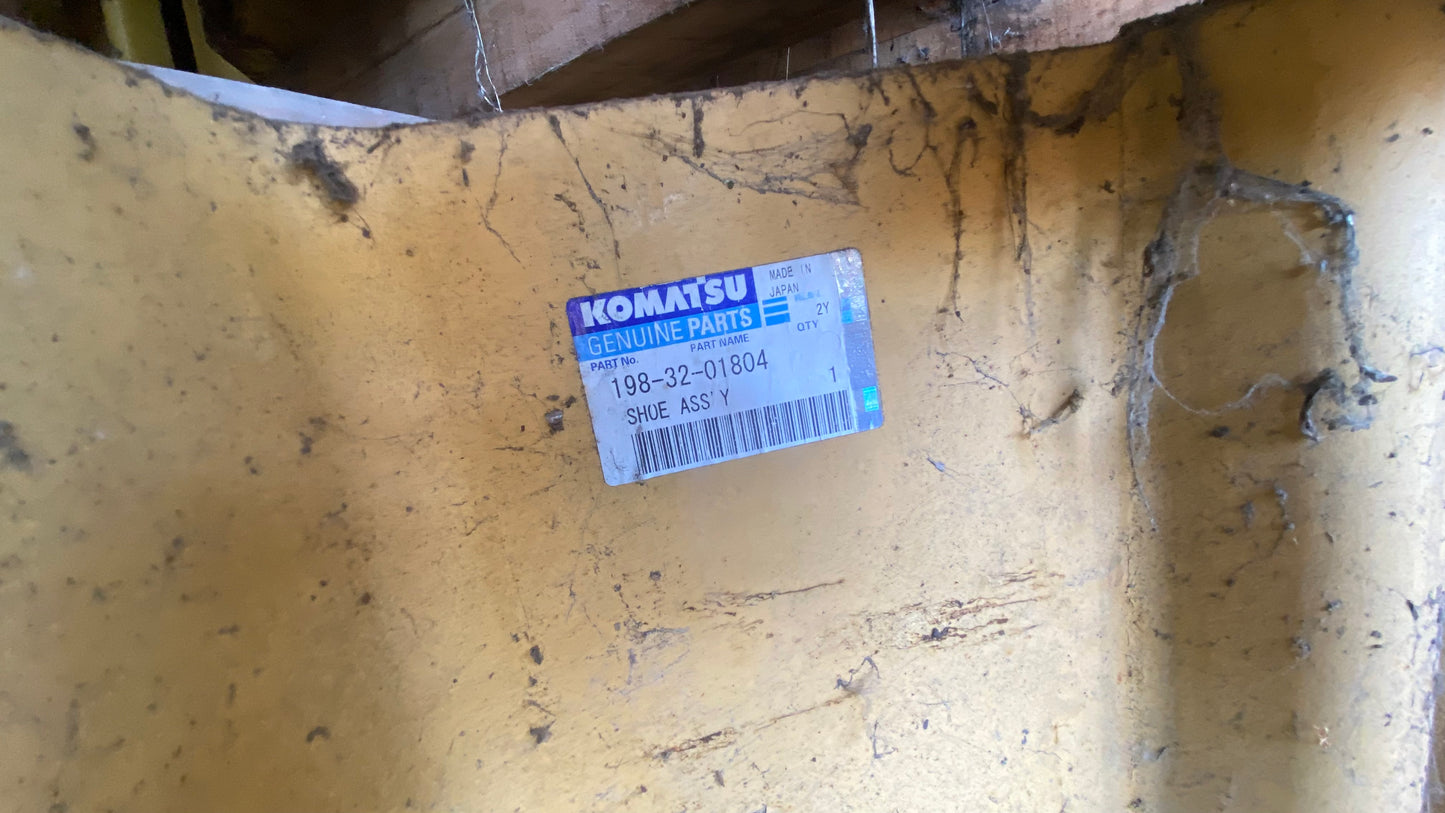 KOMATSU
GENUINE PARTS
MADE IN
JAPAN
2Y
PART No.
PART NAME
QTY
198-32-01804
1
SHOE ASS'Y